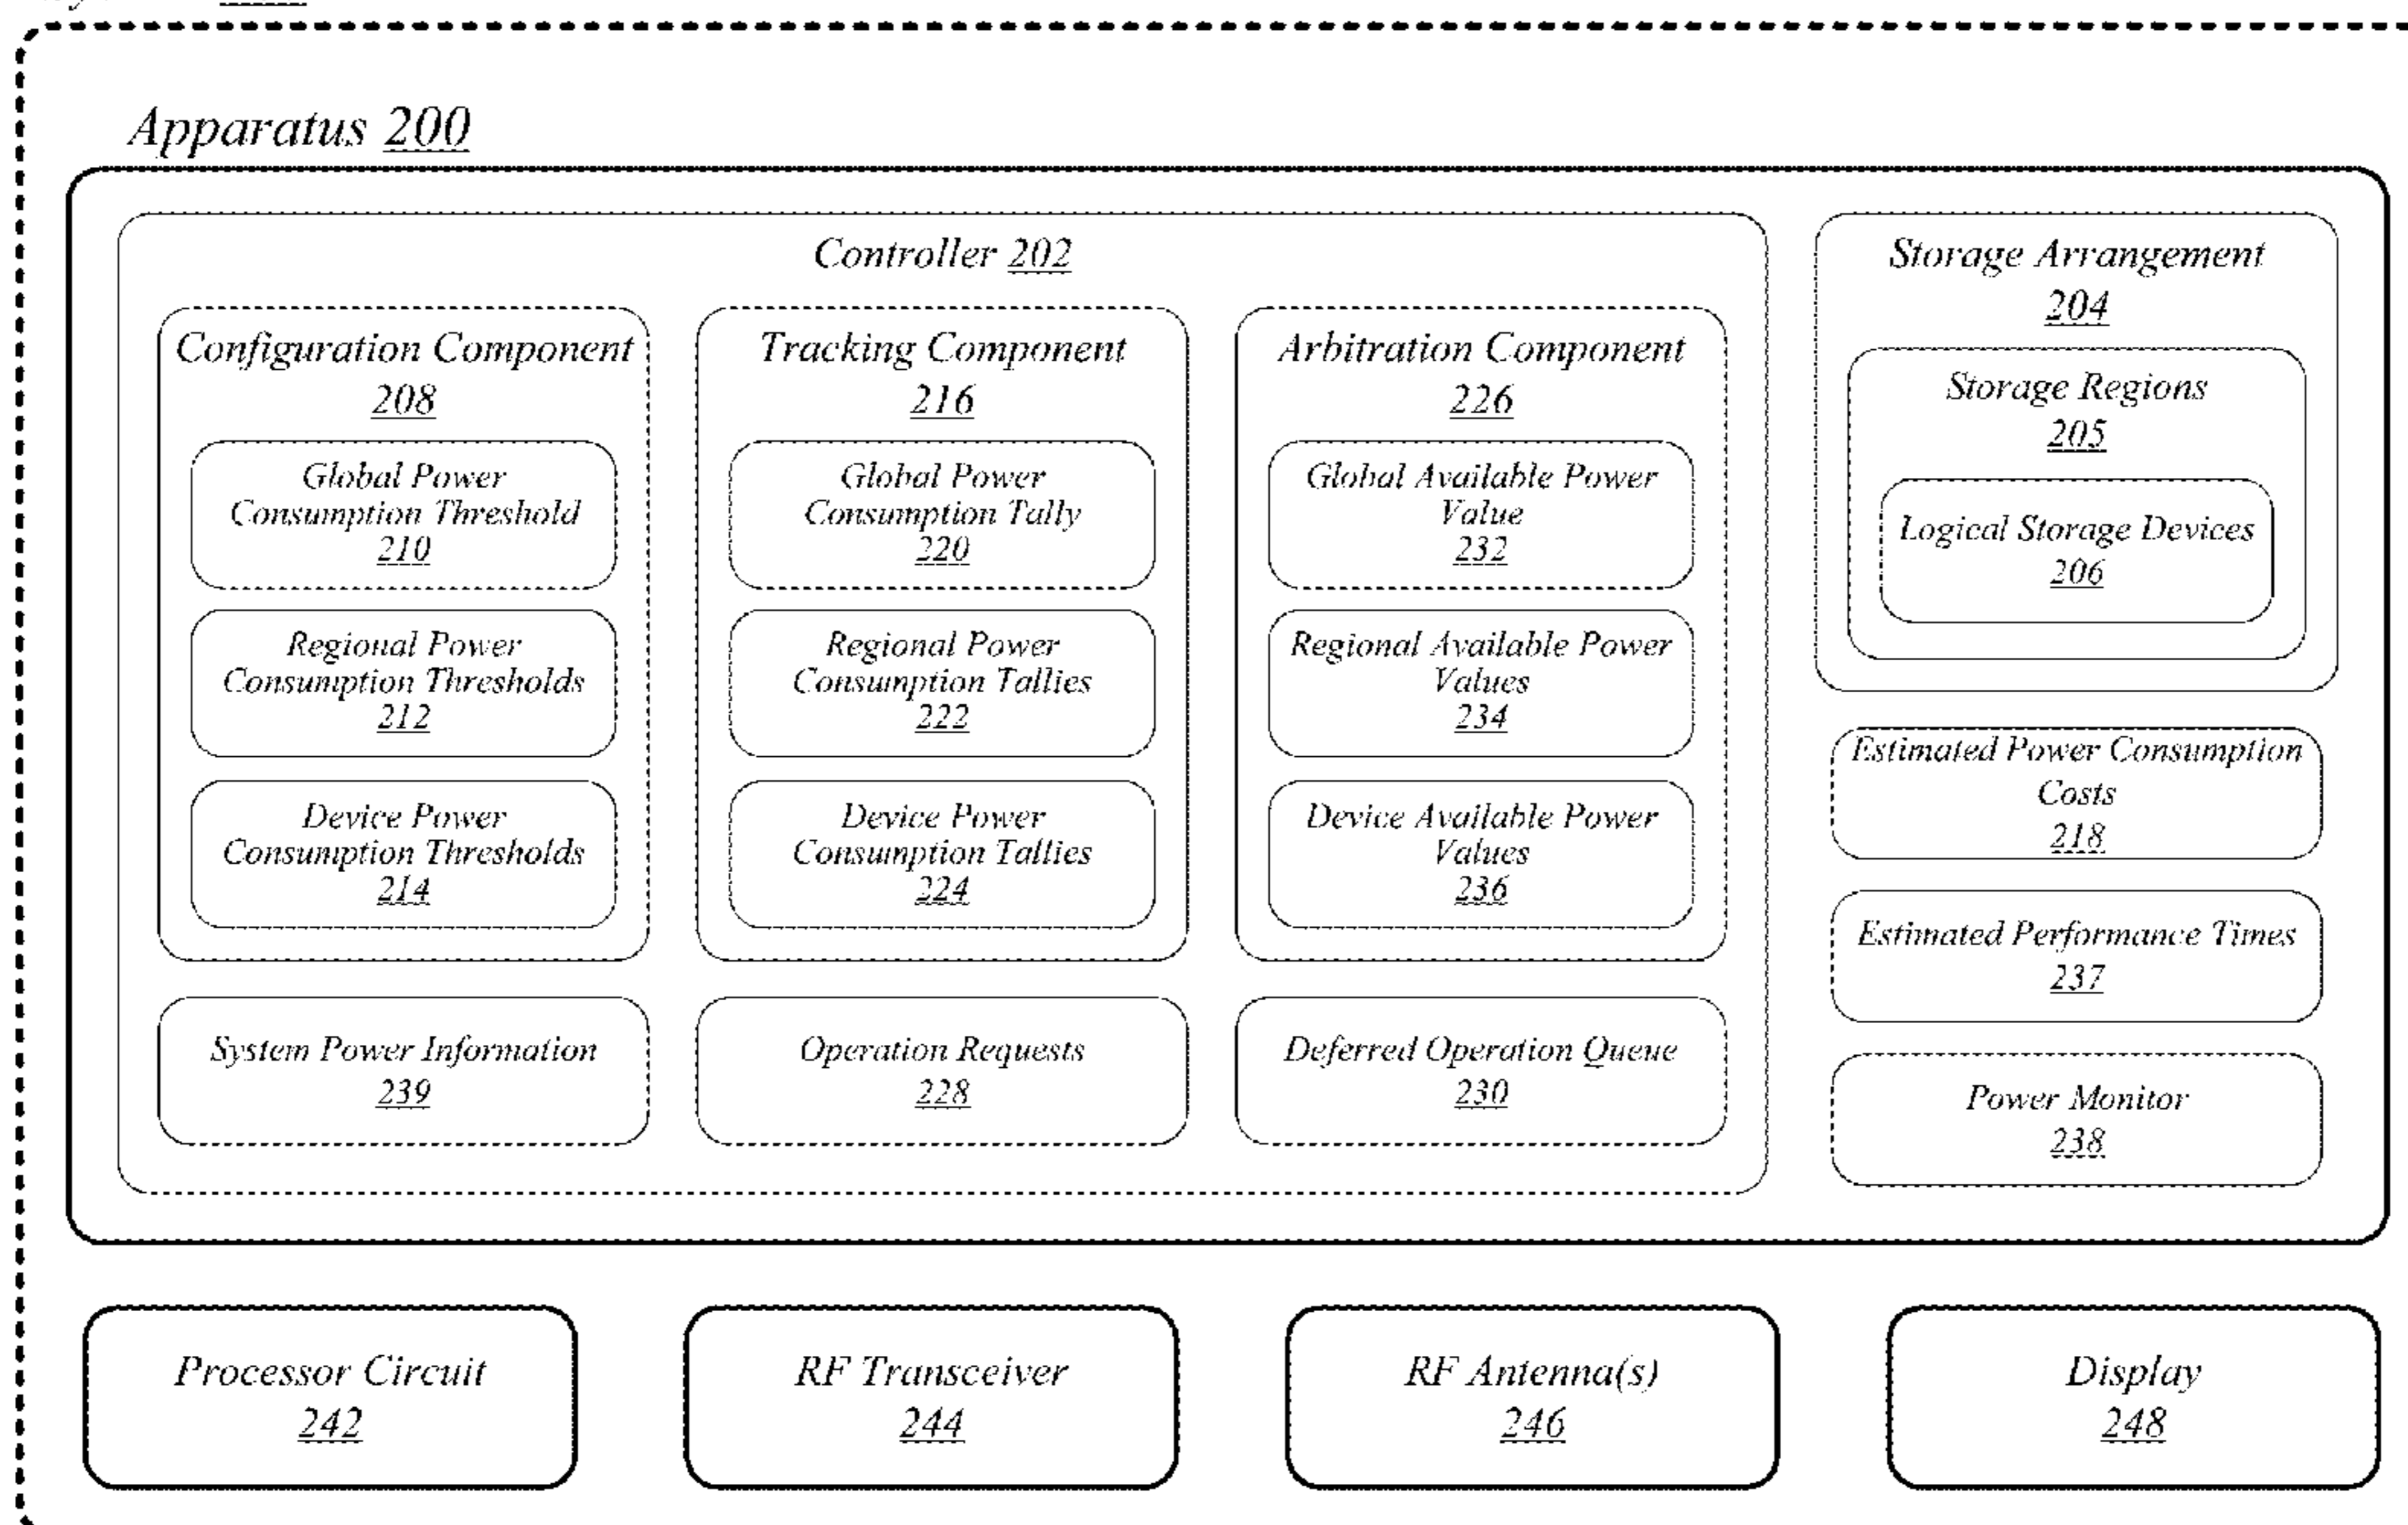 Apparatus 200
Controller 202
Configuration Component
208
Global Power
Consumption Threshold
210
Regional Power
Consumption Thresholds
212
Device Power
Consumption Thresholds
214
Tracking Component
216
Global Power
Consumption Tally
220
Regional Power
Consumption Tallies
222
Device Power
Consumption Tallies
224
Arbitration Component
226
Global Available Power
Value
232
Regional Available Power
Values
234
Device Available Power
Values
236
System Power Information
239
Operation Requests
228
Deferred Operation Queue
230
Storage Arrangement
204
Storage Regions
205
Logical Storage Devices
206
Estimated Power Consumption
Costs
218
Estimated Performance Times
237
Power Monitor
238
Processor Circuit
242
RF Transceiver
244
RF Antenna(s)
246
Display
248